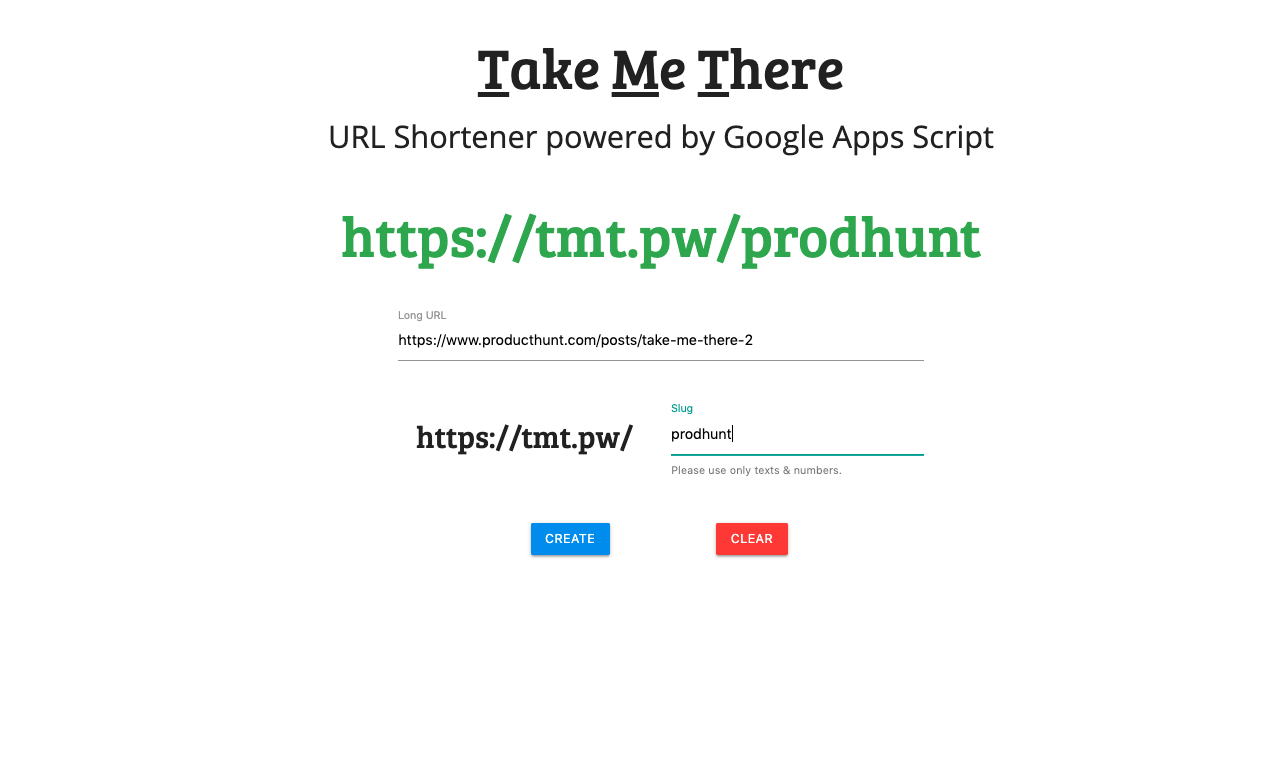 Take Me There
URL Shortener powered by Google Apps Script
https://tmt.pw/prodhunt
Long URL
https://www.producthunt.com/posts/take-me-there-2
https://tmt.pw/
Slug
prodhunt
Please use only texts & numbers.
CREATE
CLEAR